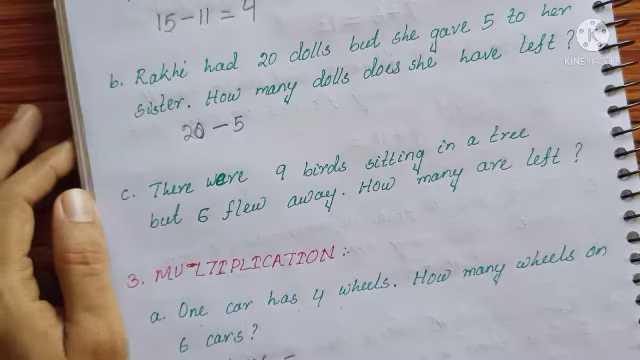 15 - 11 = 4
b. Rakhi had 20 dolls but she gave 5 to her
sister. How many dolls does she have left?
20 - 5
c. There were 9 birds sitting in a tree
but 6 flew away. How many are left?
3. MULTIPLICATION :-
a. One car has 4 wheels. How many wheels on
6 cars?